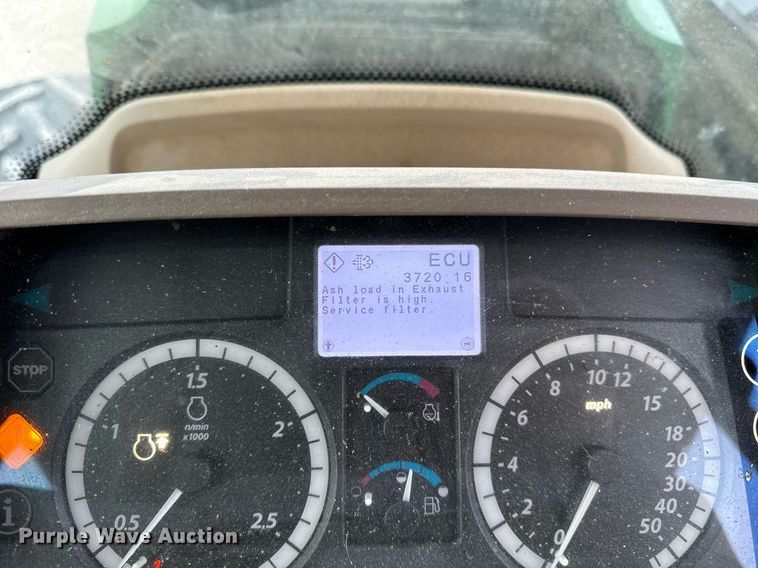 ECU
3720.16
Ash load in Exhaust
Filter is high.
Service filter.
STOP
1.5
1
2
0.5
2.5
n/min
x1000
8
10
12
6
15
mph
4
18
2
20
30
0
40
50
i
Purple Wave Auction